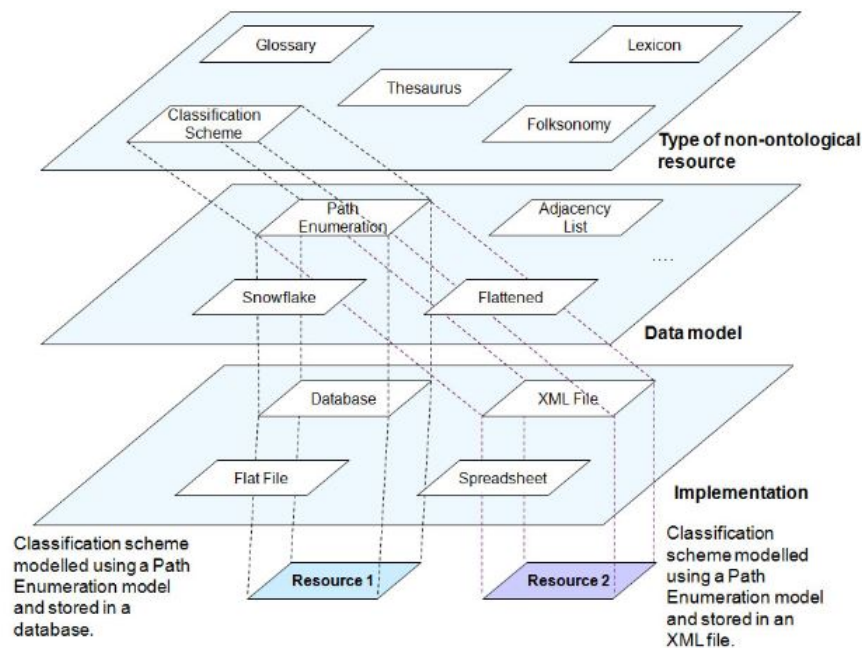 Glossary
Lexicon
Thesaurus
Classification
Scheme
Folksonomy
Type of non-ontological
resource
Path
Enumeration
Adjacency
List
....
Snowflake
Flattened
Data model
Database
XML File
Flat File
Spreadsheet
Implementation
Classification scheme
modelled using a Path
Enumeration model
and stored in a
database.
Resource 1
Resource 2
Classification
scheme modelled
using a Path
Enumeration model
and stored in an
XML file.